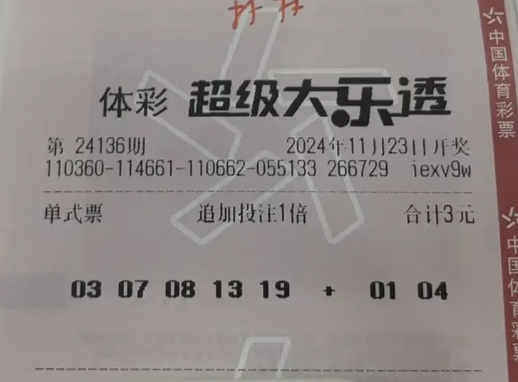 体彩 超级大乐透
第 24136期 2024年11月23日开奖
110360-114661-110662-055133 266729 iexv9w
单式票 追加投注1倍 合计3元
03 07 08 13 19 + 01 04
中国体育彩票
中国体育彩票